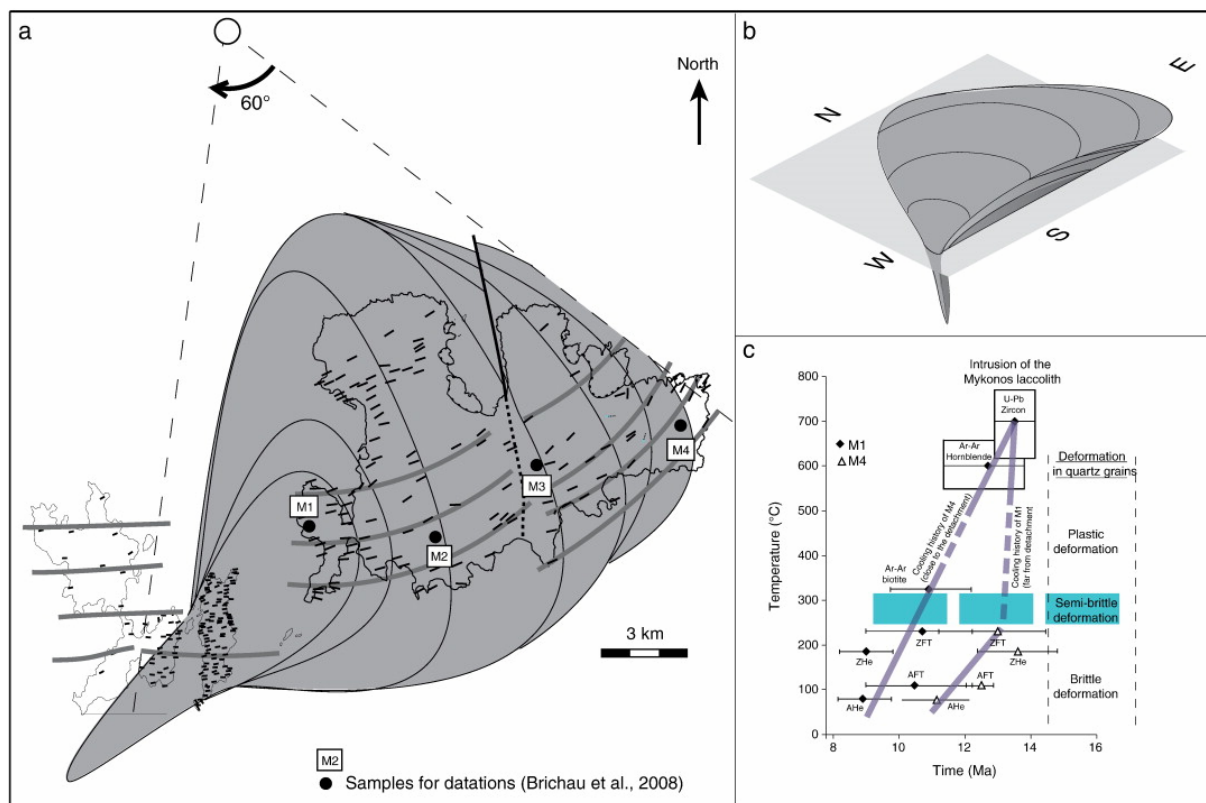 a
60°
North
M1
M2
M3
M4
3 km
M2
Samples for datations (Brichau et al., 2008)
b
N
E
W
S
c
Intrusion of the
Mykonos laccolith
800
700
600
500
400
300
200
100
0
Temperature (°C)
M1
M4
U-Pb
Zircon
Ar-Ar
Hornblende
Deformation
in quartz grains
Cooling history of M4
(close to the detachment)
Cooling history of M1
(far from detachment)
Plastic
deformation
Ar-Ar
biotite
Semi-brittle
deformation
ZFT
ZFT
ZHe
ZHe
AFT
AFT
Brittle
deformation
AHe
AHe
8
10
12
14
16
Time (Ma)